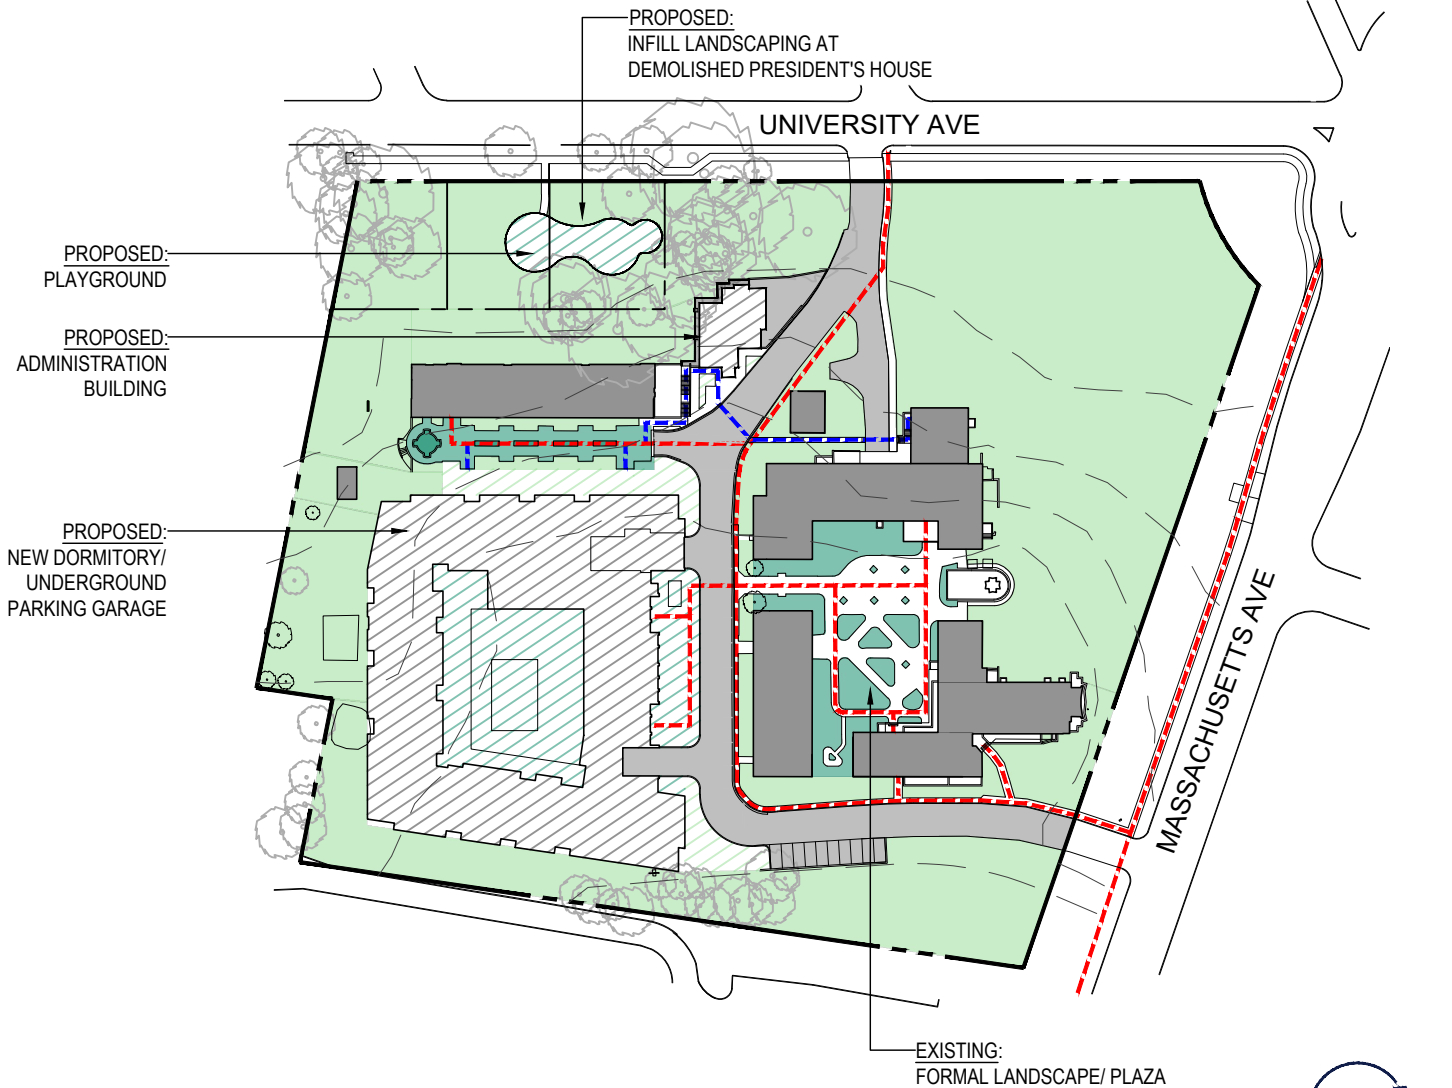 PROPOSED:
INFILL LANDSCAPING AT
DEMOLISHED PRESIDENT'S HOUSE
UNIVERSITY AVE
PROPOSED:
PLAYGROUND
PROPOSED:
ADMINISTRATION
BUILDING
PROPOSED:
NEW DORMITORY/
UNDERGROUND
PARKING GARAGE
MASSACHUSETTS AVE
EXISTING:
FORMAL LANDSCAPE/ PLAZA